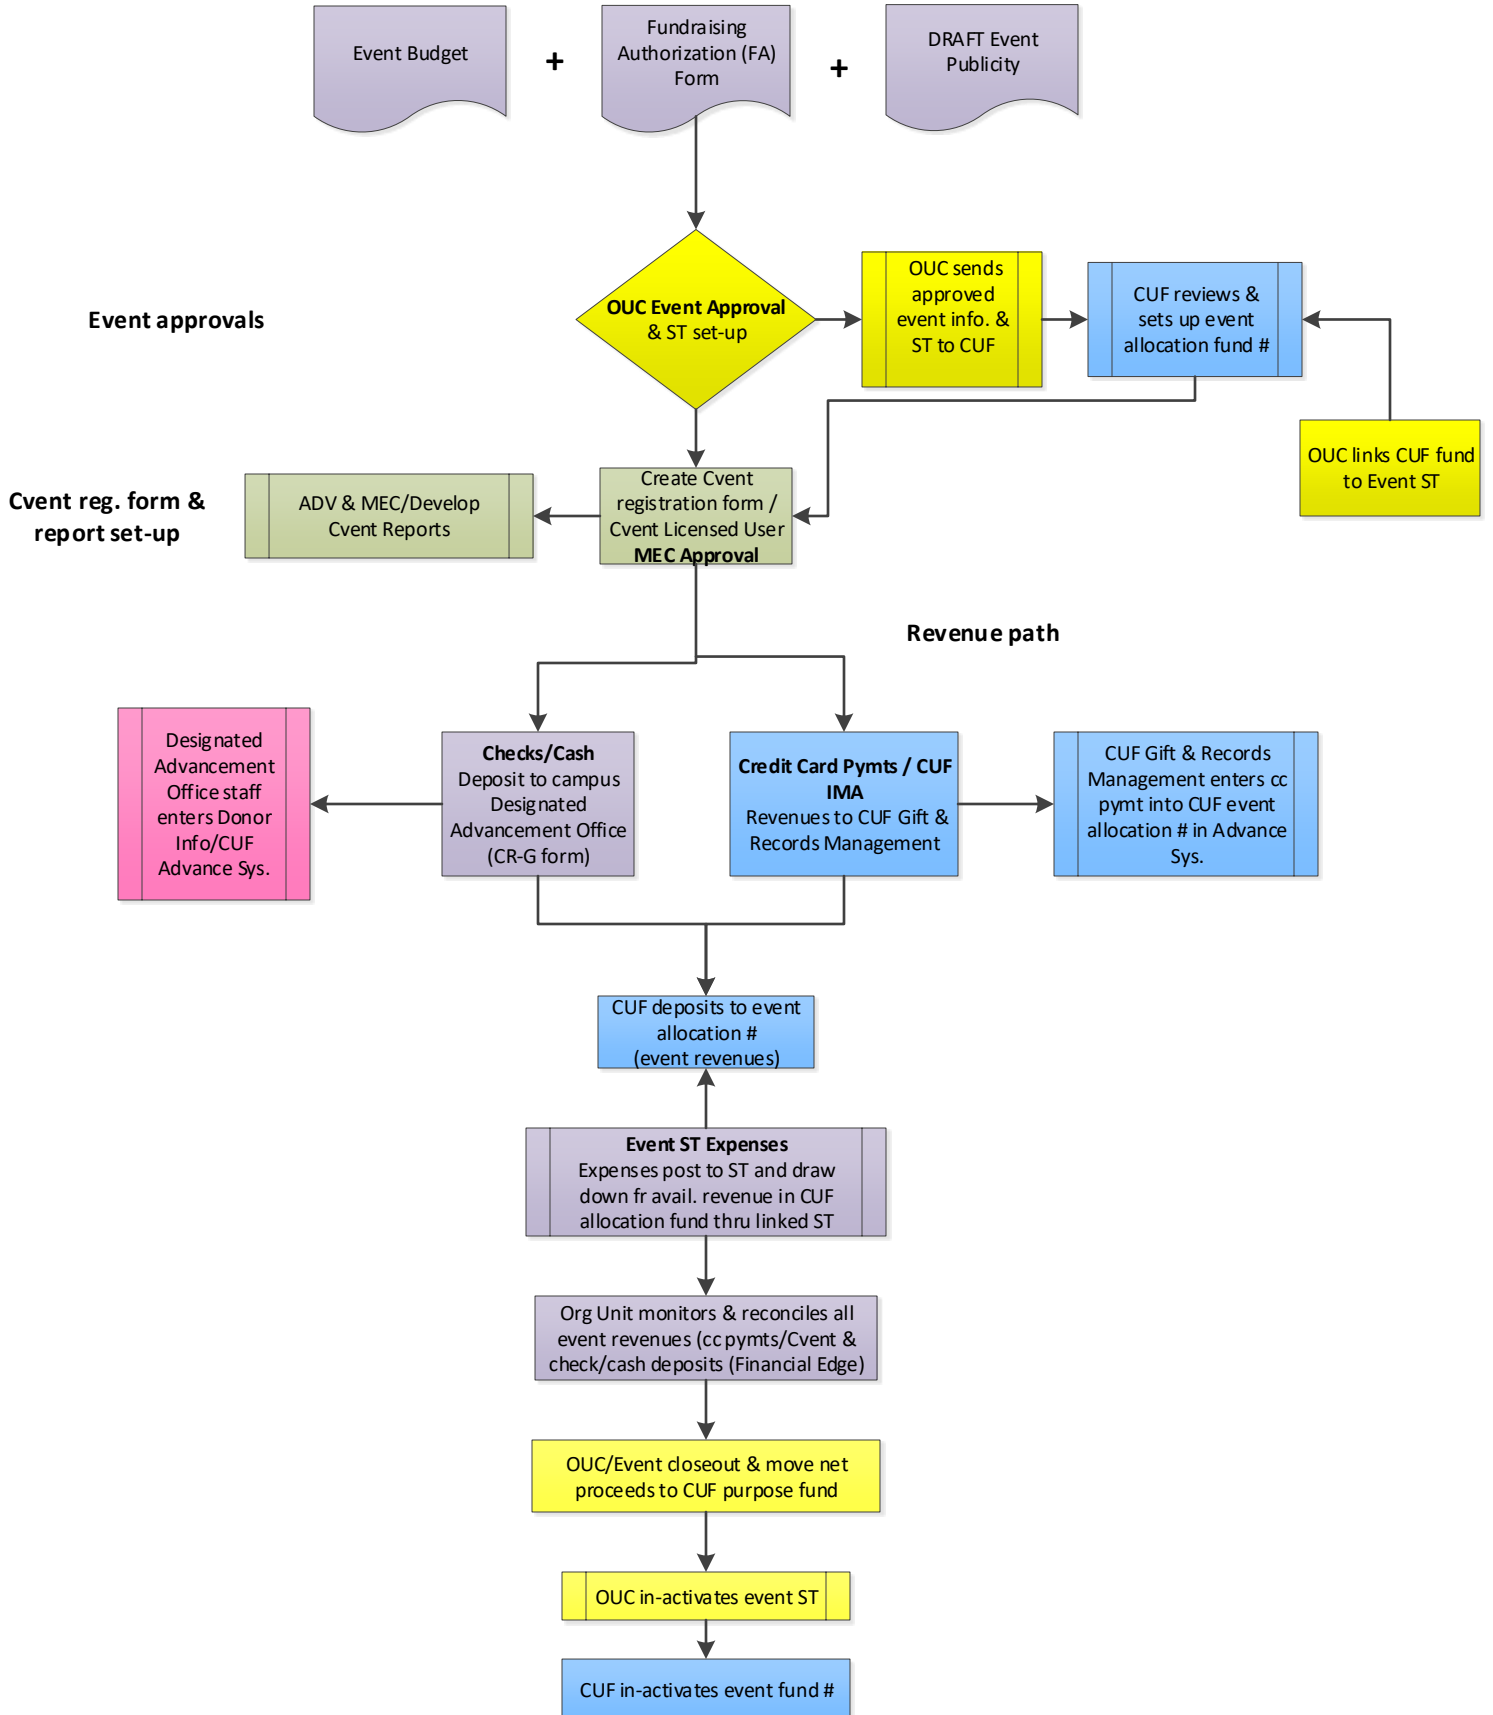 Event Budget
+
Fundraising
Authorization (FA)
Form
+
DRAFT Event
Publicity
Event approvals
OUC Event Approval
& ST set-up
OUC sends
approved
event info. &
ST to CUF
CUF reviews &
sets up event
allocation fund #
OUC links CUF fund
to Event ST
Cvent reg. form &
report set-up
ADV & MEC/Develop
Cvent Reports
Create Cvent
registration form /
Cvent Licensed User
MEC Approval
Revenue path
Designated
Advancement
Office staff
enters Donor
Info/CUF
Advance Sys.
Checks/Cash
Deposit to campus
Designated
Advancement Office
(CR-G form)
Credit Card Pymts / CUF
IMA
Revenues to CUF Gift &
Records Management
CUF Gift & Records
Management enters cc
pymt into CUF event
allocation # in Advance
Sys.
CUF deposits to event
allocation #
(event revenues)
Event ST Expenses
Expenses post to ST and draw
down fr avail. revenue in CUF
allocation fund thru linked ST
Org Unit monitors & reconciles all
event revenues (cc pymts/Cvent &
check/cash deposits (Financial Edge)
OUC/Event closeout & move net
proceeds to CUF purpose fund
OUC in-activates event ST
CUF in-activates event fund #